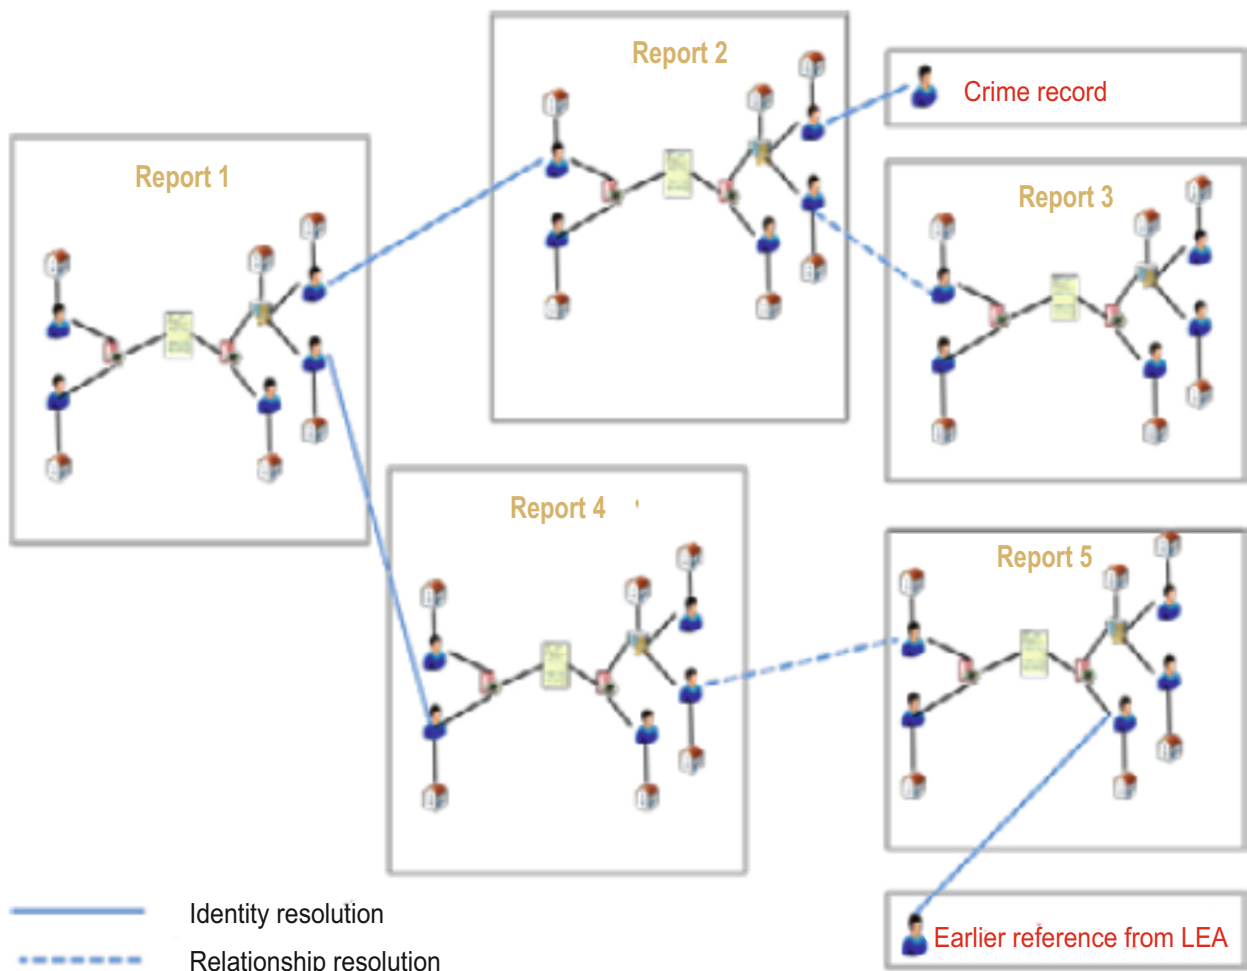 Report 2
Crime record
Report 1
Report 3
Report 4
Report 5
Identity resolution
Earlier reference from LEA
Relationship resolution